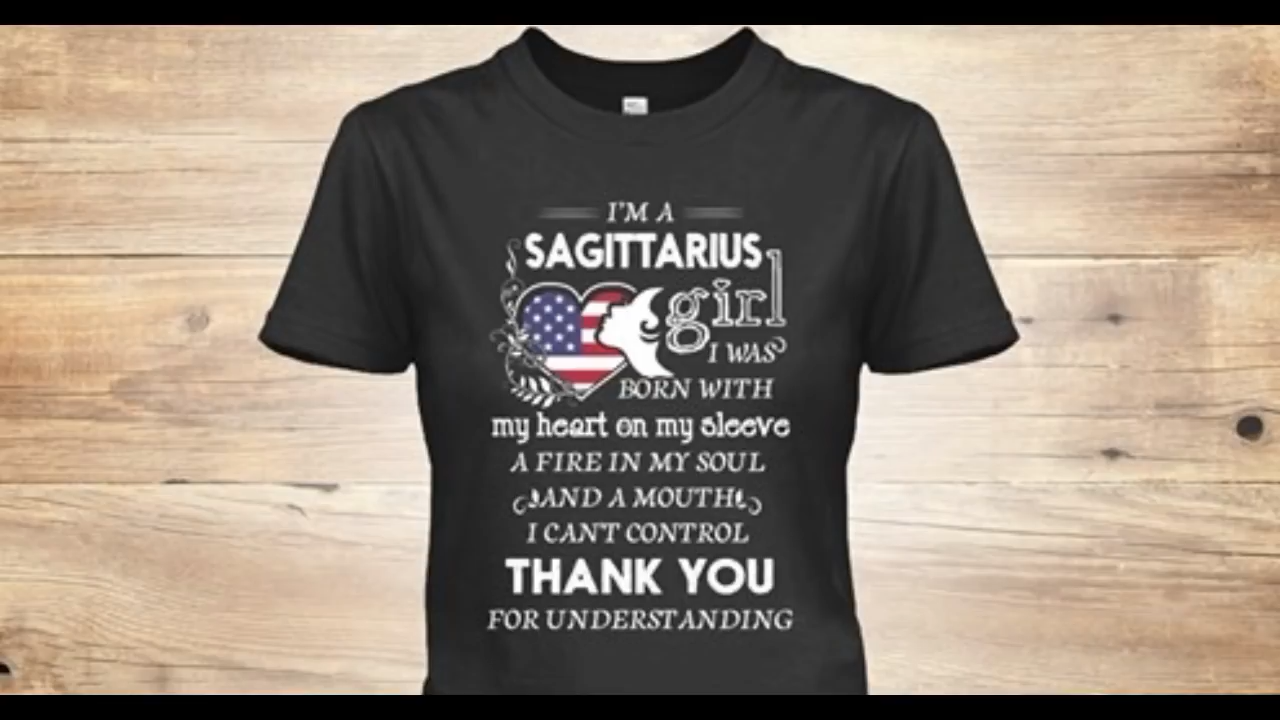 I'M A
SAGITTARIUS
girl
I WAS
BORN WITH
my heart on my sleeve
A FIRE IN MY SOUL
AND A MOUTH
I CAN'T CONTROL
THANK YOU
FOR UNDERSTANDING